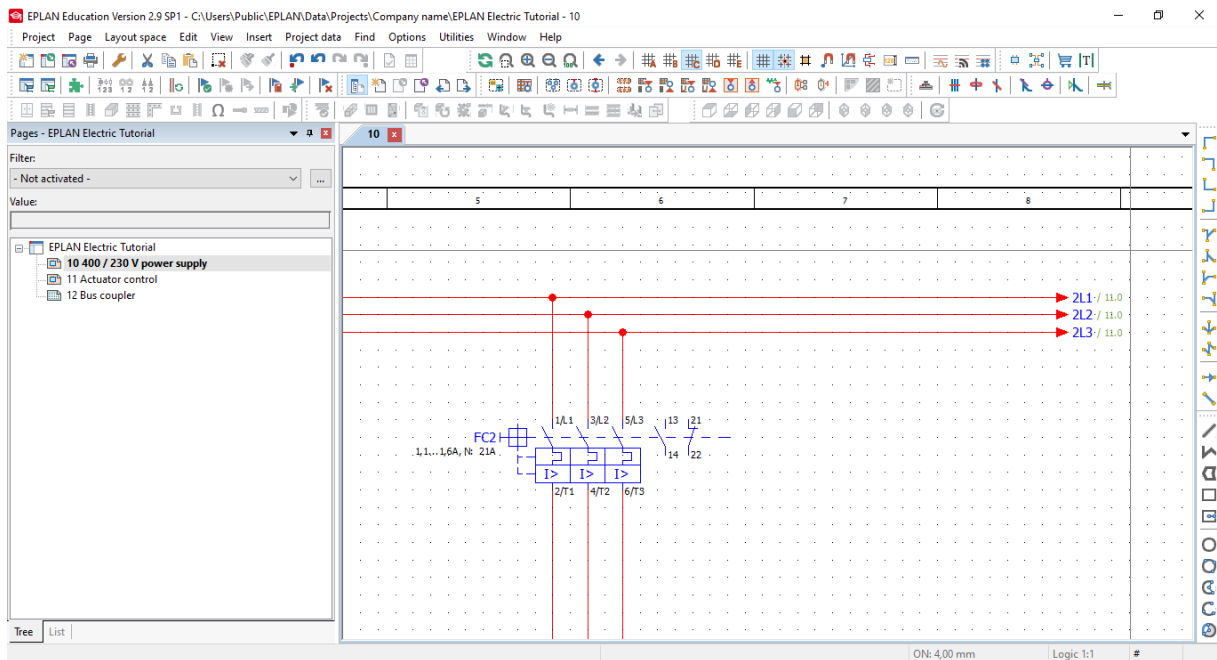 EPLAN Education Version 2.9 SP1 - C:\Users\Public\EPLAN\Data\Projects\Company name\EPLAN Electric Tutorial - 10
Project Page Layout space Edit View Insert Project data Find Options Utilities Window Help
Pages - EPLAN Electric Tutorial
10
Filter:
- Not activated -
...
Value:
EPLAN Electric Tutorial
10 400 / 230 V power supply
11 Actuator control
12 Bus coupler
Tree List
5 6 7 8
2L1 / 11.0
2L2 / 11.0
2L3 / 11.0
1/L1 3/L2 5/L3 13 21
FC2
1,1...1,6A, N: 21A
14 22
I> I> I>
2/T1 4/T2 6/T3
ON: 4,00 mm Logic 1:1 #